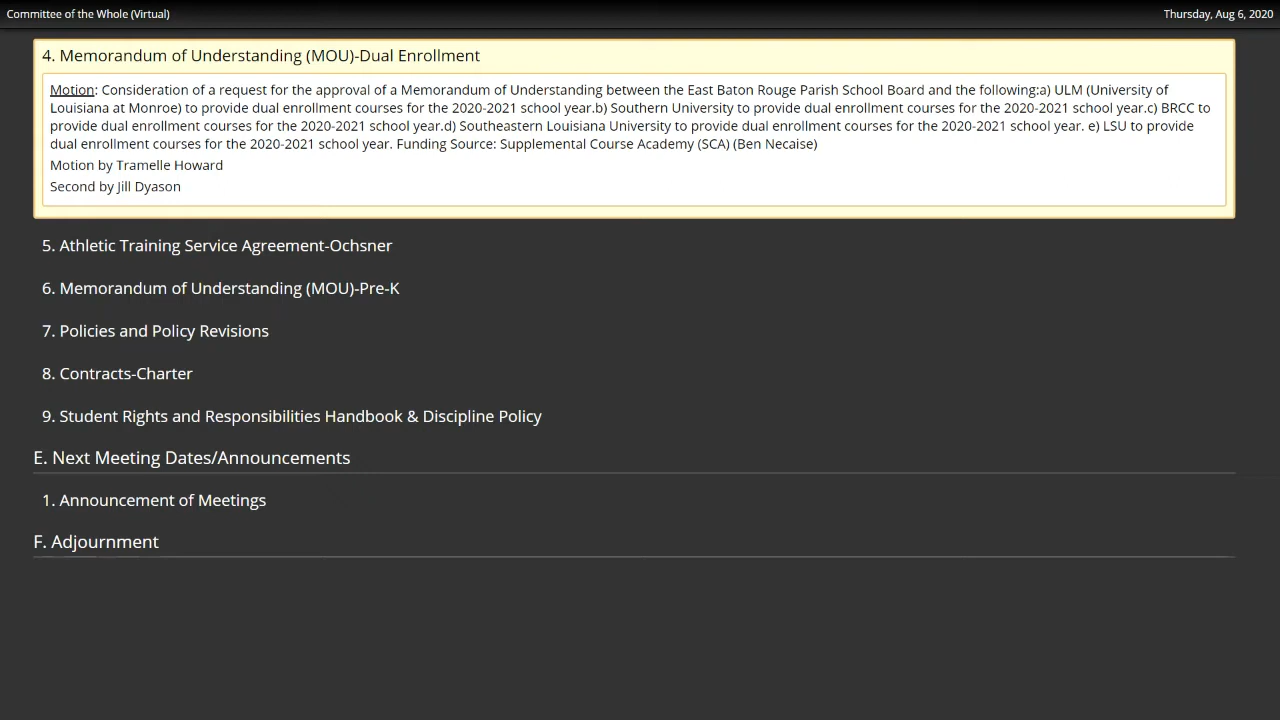 Committee of the Whole (Virtual)
Thursday, Aug 6, 2020
4. Memorandum of Understanding (MOU)-Dual Enrollment
Motion: Consideration of a request for the approval of a Memorandum of Understanding between the East Baton Rouge Parish School Board and the following:a) ULM (University of
Louisiana at Monroe) to provide dual enrollment courses for the 2020-2021 school year.b) Southern University to provide dual enrollment courses for the 2020-2021 school year.c) BRCC to
provide dual enrollment courses for the 2020-2021 school year.d) Southeastern Louisiana University to provide dual enrollment courses for the 2020-2021 school year. e) LSU to provide
dual enrollment courses for the 2020-2021 school year. Funding Source: Supplemental Course Academy (SCA) (Ben Necaise)
Motion by Tramelle Howard
Second by Jill Dyason
5. Athletic Training Service Agreement-Ochsner
6. Memorandum of Understanding (MOU)-Pre-K
7. Policies and Policy Revisions
8. Contracts-Charter
9. Student Rights and Responsibilities Handbook & Discipline Policy
E. Next Meeting Dates/Announcements
1. Announcement of Meetings
F. Adjournment